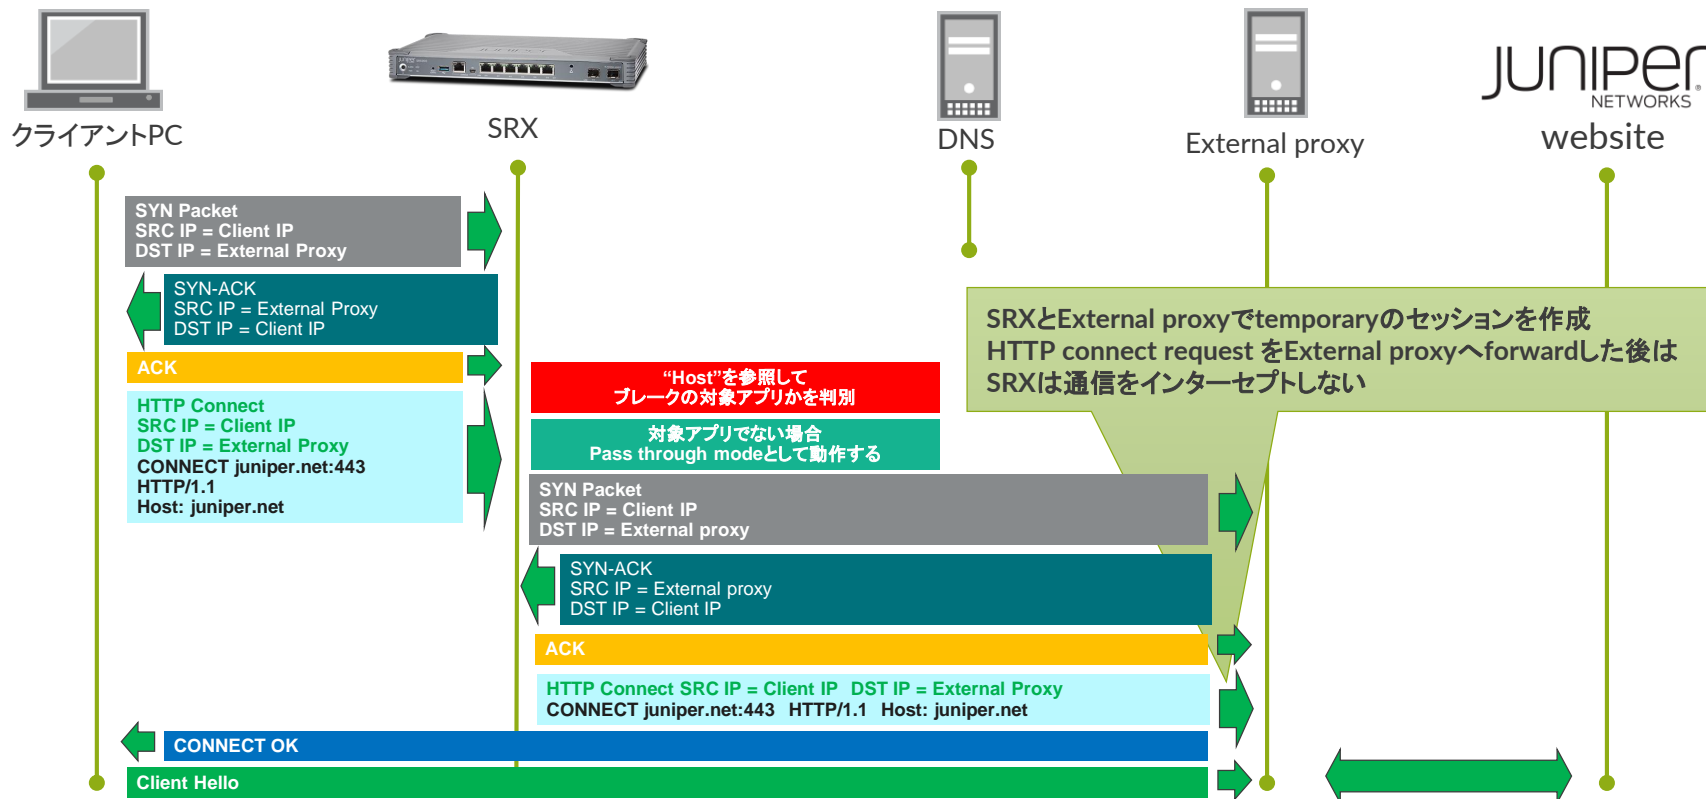 クライアントPC
SRX
DNS
External proxy
JUNIPER
NETWORKS
website
SYN Packet
SRC IP = Client IP
DST IP = External Proxy
SYN-ACK
SRC IP = External Proxy
DST IP = Client IP
ACK
HTTP Connect
SRC IP = Client IP
DST IP = External Proxy
CONNECT juniper.net:443
HTTP/1.1
Host: juniper.net
“Host”を参照して
ブレークの対象アプリかを判別
対象アプリでない場合
Pass through modeとして動作する
SRXとExternal proxyでtemporaryのセッションを作成
HTTP connect request をExternal proxyへforwardした後は
SRXは通信をインターセプトしない
SYN Packet
SRC IP = Client IP
DST IP = External proxy
SYN-ACK
SRC IP = External proxy
DST IP = Client IP
ACK
HTTP Connect SRC IP = Client IP DST IP = External Proxy
CONNECT juniper.net:443 HTTP/1.1 Host: juniper.net
CONNECT OK
Client Hello